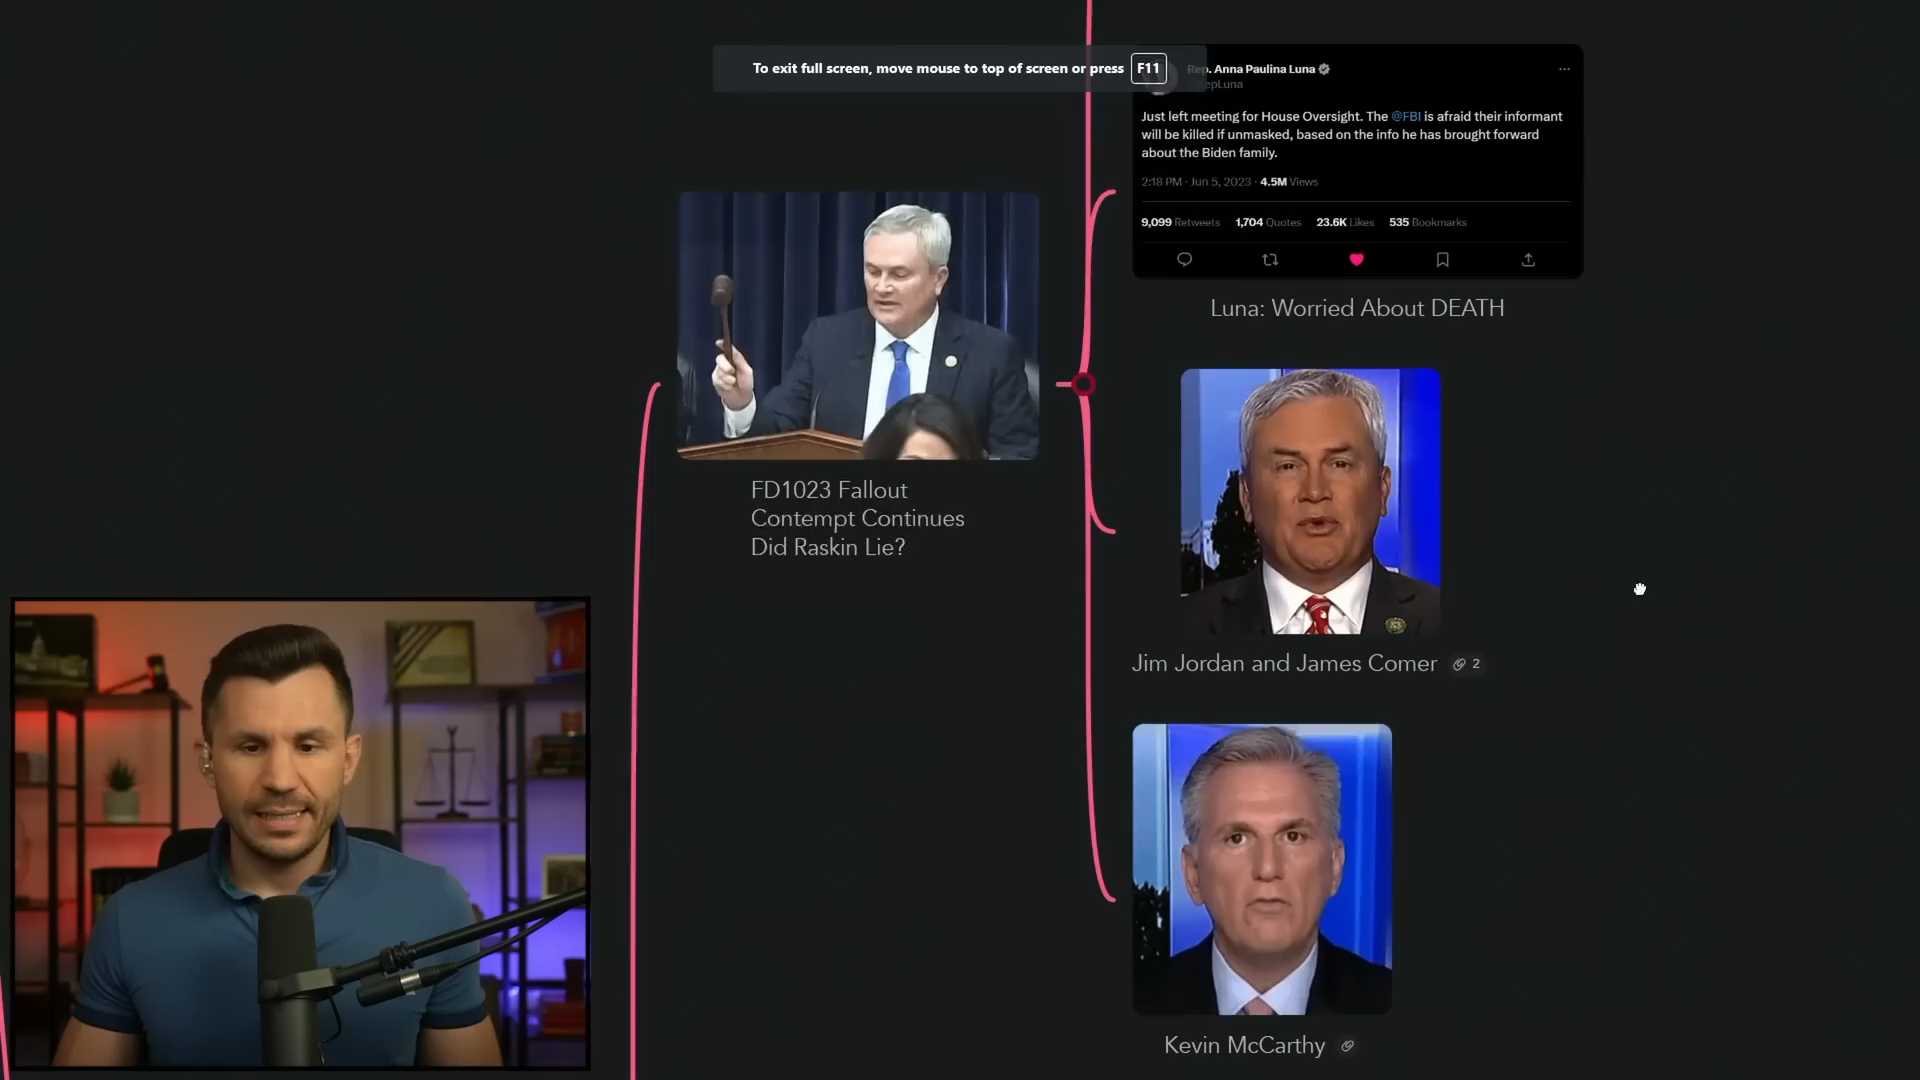 To exit full screen, move mouse to top of screen or press F11
Rep. Anna Paulina Luna
epLuna
Just left meeting for House Oversight. The @FBI is afraid their informant
will be killed if unmasked, based on the info he has brought forward
about the Biden family.
2:18 PM · Jun 5, 2023 · 4.5M Views
9,099 Retweets 1,704 Quotes 23.6K Likes 535 Bookmarks
Luna: Worried About DEATH
FD1023 Fallout
Contempt Continues
Did Raskin Lie?
Jim Jordan and James Comer 2
Kevin McCarthy